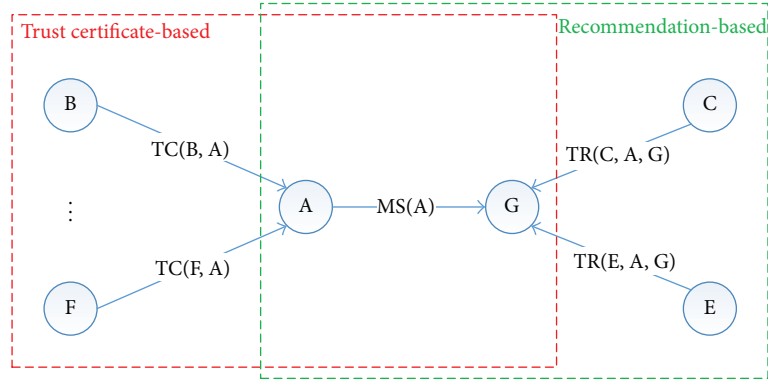 Trust certificate-based
Recommendation-based
B
C
TC(B, A)
TR(C, A, G)
⋮
A
MS(A)
G
TC(F, A)
TR(E, A, G)
F
E